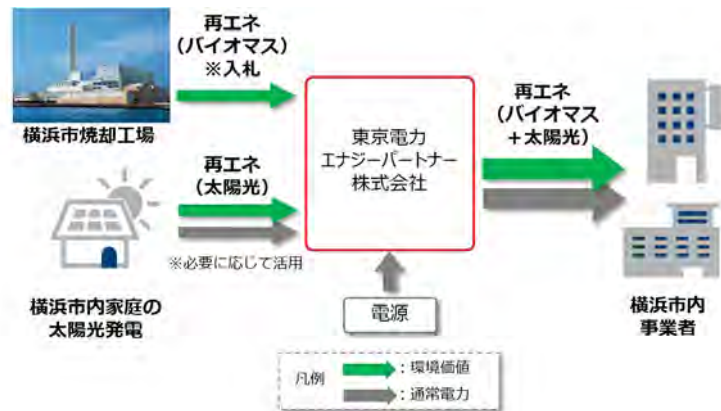 再エネ
（バイオマス）
※入札
横浜市焼却工場
再エネ
（太陽光）
※必要に応じて活用
横浜市内家庭の
太陽光発電
東京電力
エナジーパートナー
株式会社
電源
再エネ
（バイオマス
＋太陽光）
横浜市内
事業者
凡例
：環境価値
：通常電力